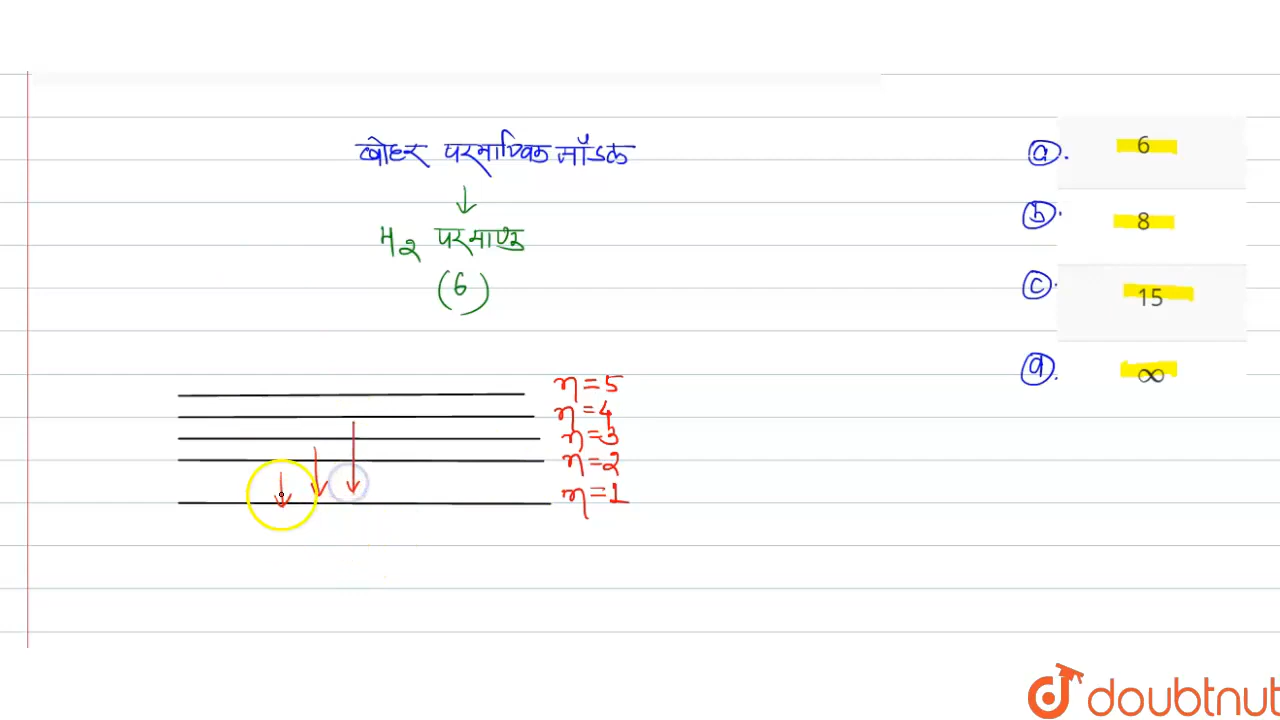 बोहर परमाण्विक मॉडल
↓
H₂ परमाणु
(6)
n = 5
n = 4
n = 3
n = 2
n = 1
(a). 6
(b). 8
(c). 15
(d). ∞
doubtnut